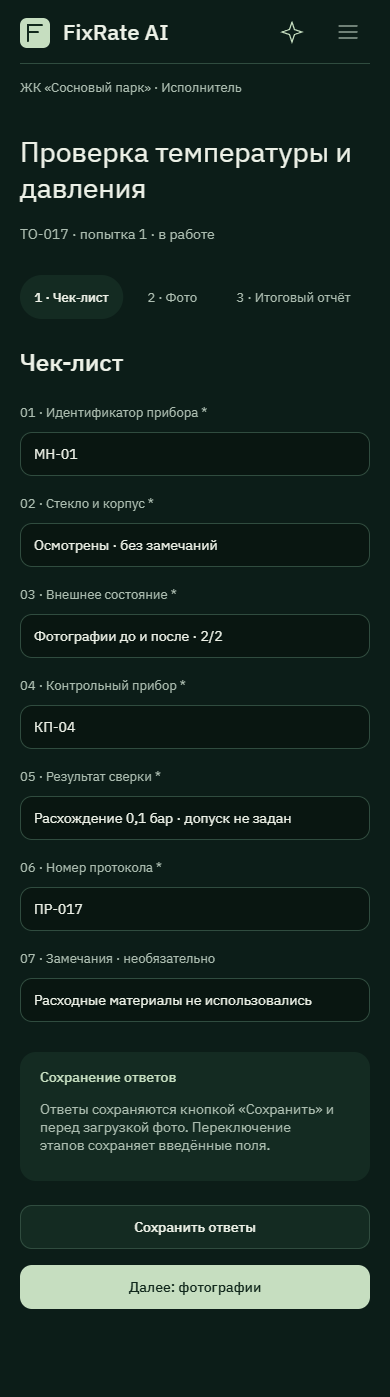 FixRate AI
ЖК «Сосновый парк» · Исполнитель
Проверка температуры и
давления
ТО-017 · попытка 1 · в работе
1 · Чек-лист
2 · Фото
3 · Итоговый отчёт
Чек-лист
01 · Идентификатор прибора *
МН-01
02 · Стекло и корпус *
Осмотрены · без замечаний
03 · Внешнее состояние *
Фотографии до и после · 2/2
04 · Контрольный прибор *
КП-04
05 · Результат сверки *
Расхождение 0,1 бар · допуск не задан
06 · Номер протокола *
ПР-017
07 · Замечания · необязательно
Расходные материалы не использовались
Сохранение ответов
Ответы сохраняются кнопкой «Сохранить» и
перед загрузкой фото. Переключение
этапов сохраняет введённые поля.
Сохранить ответы
Далее: фотографии